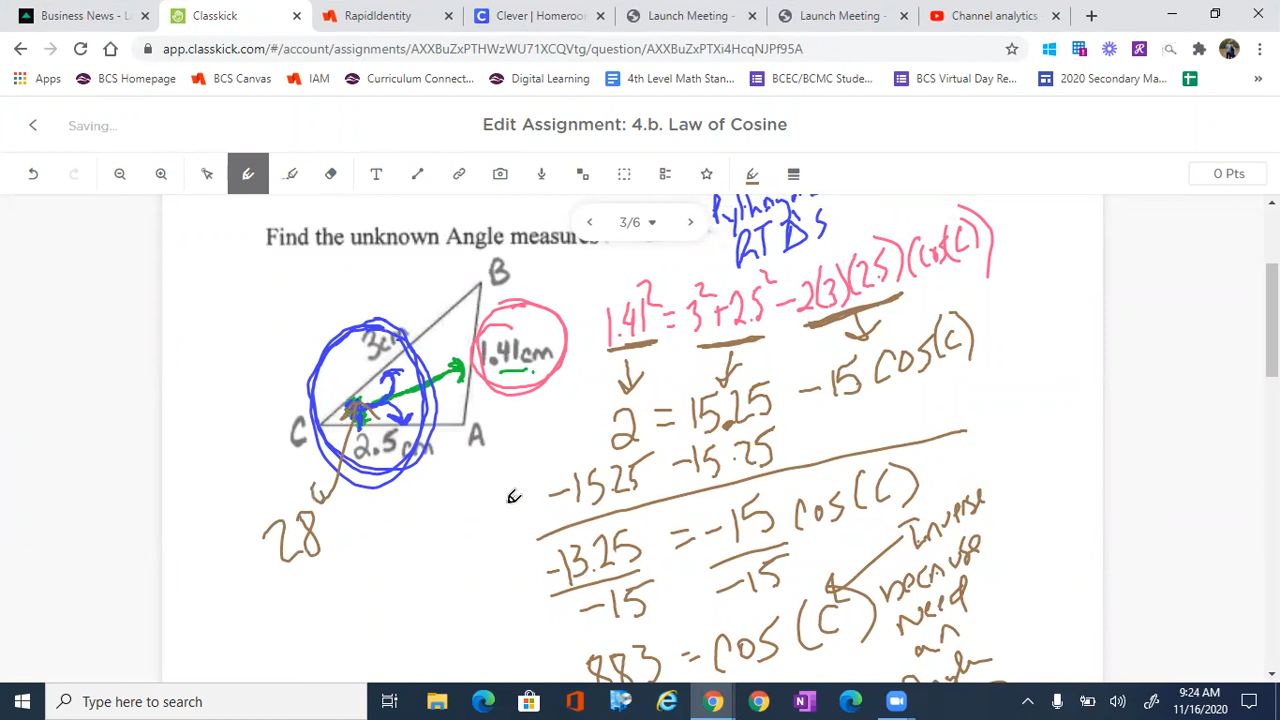 Business News - Li
Classkick
RapidIdentity
Clever | Homeroom
Launch Meeting -
Launch Meeting -
Channel analytics
app.classkick.com/#/account/assignments/AXXBuZxPTHWzWU71XCQVtg/question/AXXBuZxPTXi4HcqNJPf95A
Apps
BCS Homepage
BCS Canvas
IAM
Curriculum Connect...
Digital Learning
4th Level Math Stan...
BCEC/BCMC Stude...
BCS Virtual Day Re...
2020 Secondary Ma...
»
Saving...
Edit Assignment: 4.b. Law of Cosine
0 Pts
3/6
RT Δ S
Find the unknown Angle measures
B
3cm
1.41cm
C
2.5cm
A
28
1.41² = 3² + 2.5² - 2(3)(2.5)(cos(C))
2 = 15.25 - 15 cos(C)
-15.25 -15.25
-13.25 = -15 cos(C)
-15 -15
.883 = cos(C)
Inverse
because
need
an
Type here to search
9:24 AM
11/16/2020